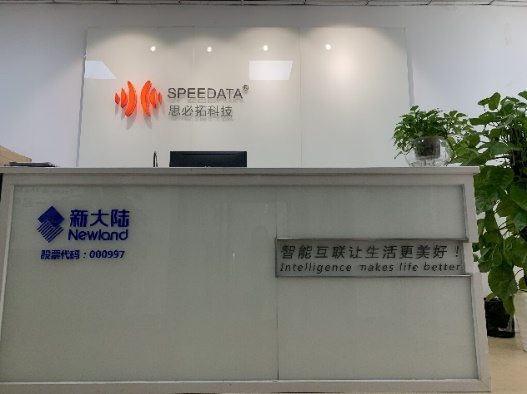 SPEEDATA®
思必拓科技
新大陆
Newland
股票代码：000997
智能互联让生活更美好！
Intelligence makes life better